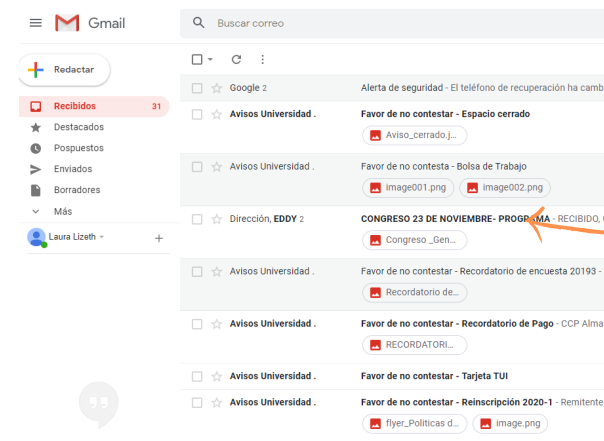 Gmail
Buscar correo
Redactar
Recibidos 31
Destacados
Pospuestos
Enviados
Borradores
Más
Laura Lizeth
Google 2 Alerta de seguridad - El teléfono de recuperación ha camb
Avisos Universidad . Favor de no contestar - Espacio cerrado
Aviso_cerrado.j...
Avisos Universidad . Favor de no contesta - Bolsa de Trabajo
image001.png image002.png
Dirección, EDDY 2 CONGRESO 23 DE NOVIEMBRE- PROGRAMA - RECIBIDO,
Congreso _Gen...
Avisos Universidad . Favor de no contestar - Recordatorio de encuesta 20193 -
Recordatorio de...
Avisos Universidad . Favor de no contestar - Recordatorio de Pago - CCP Alma
RECORDATORI...
Avisos Universidad . Favor de no contestar - Tarjeta TUI
Avisos Universidad . Favor de no contestar - Reinscripción 2020-1 - Remitente
flyer_Politicas d... image.png